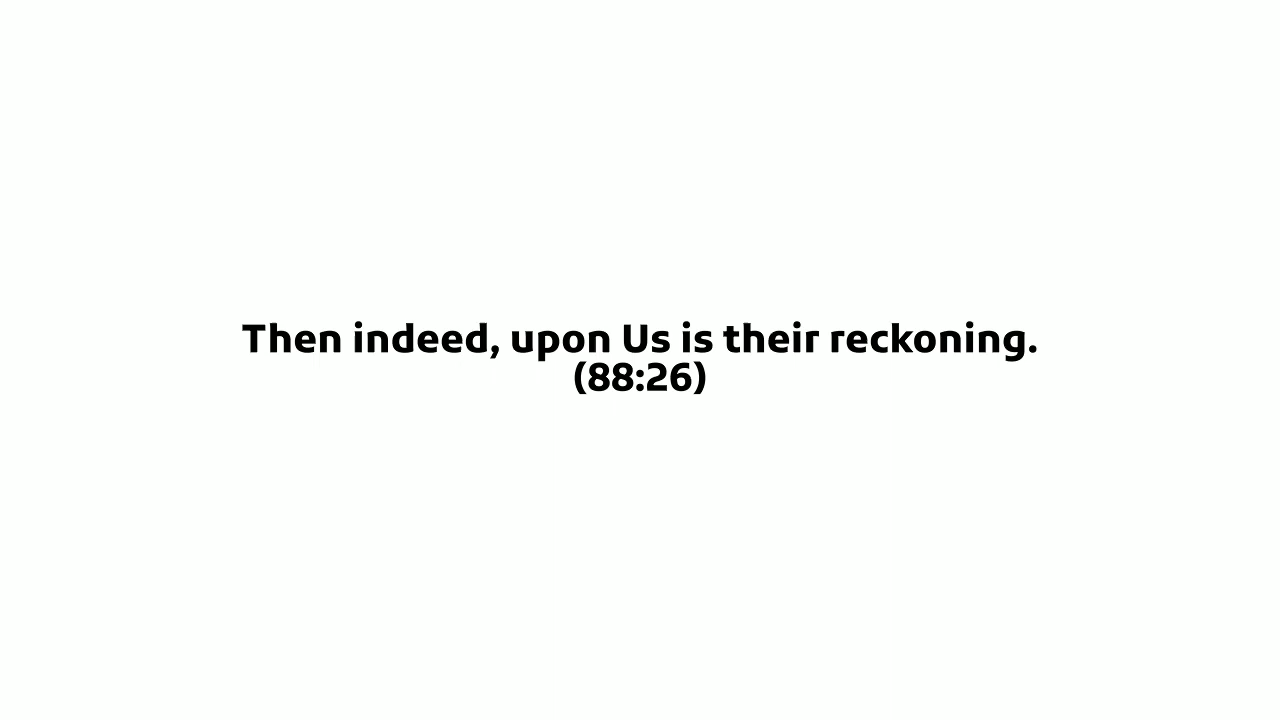 Then indeed, upon Us is their reckoning.
(88:26)